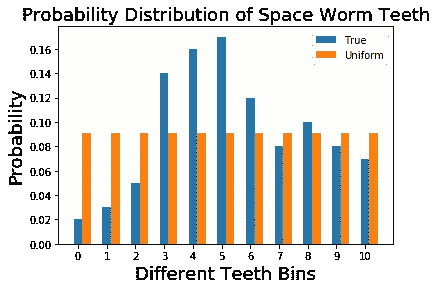 Probability Distribution of Space Worm Teeth
True
Uniform
Probability
0.16
0.14
0.12
0.10
0.08
0.06
0.04
0.02
0.00
0 1 2 3 4 5 6 7 8 9 10
Different Teeth Bins